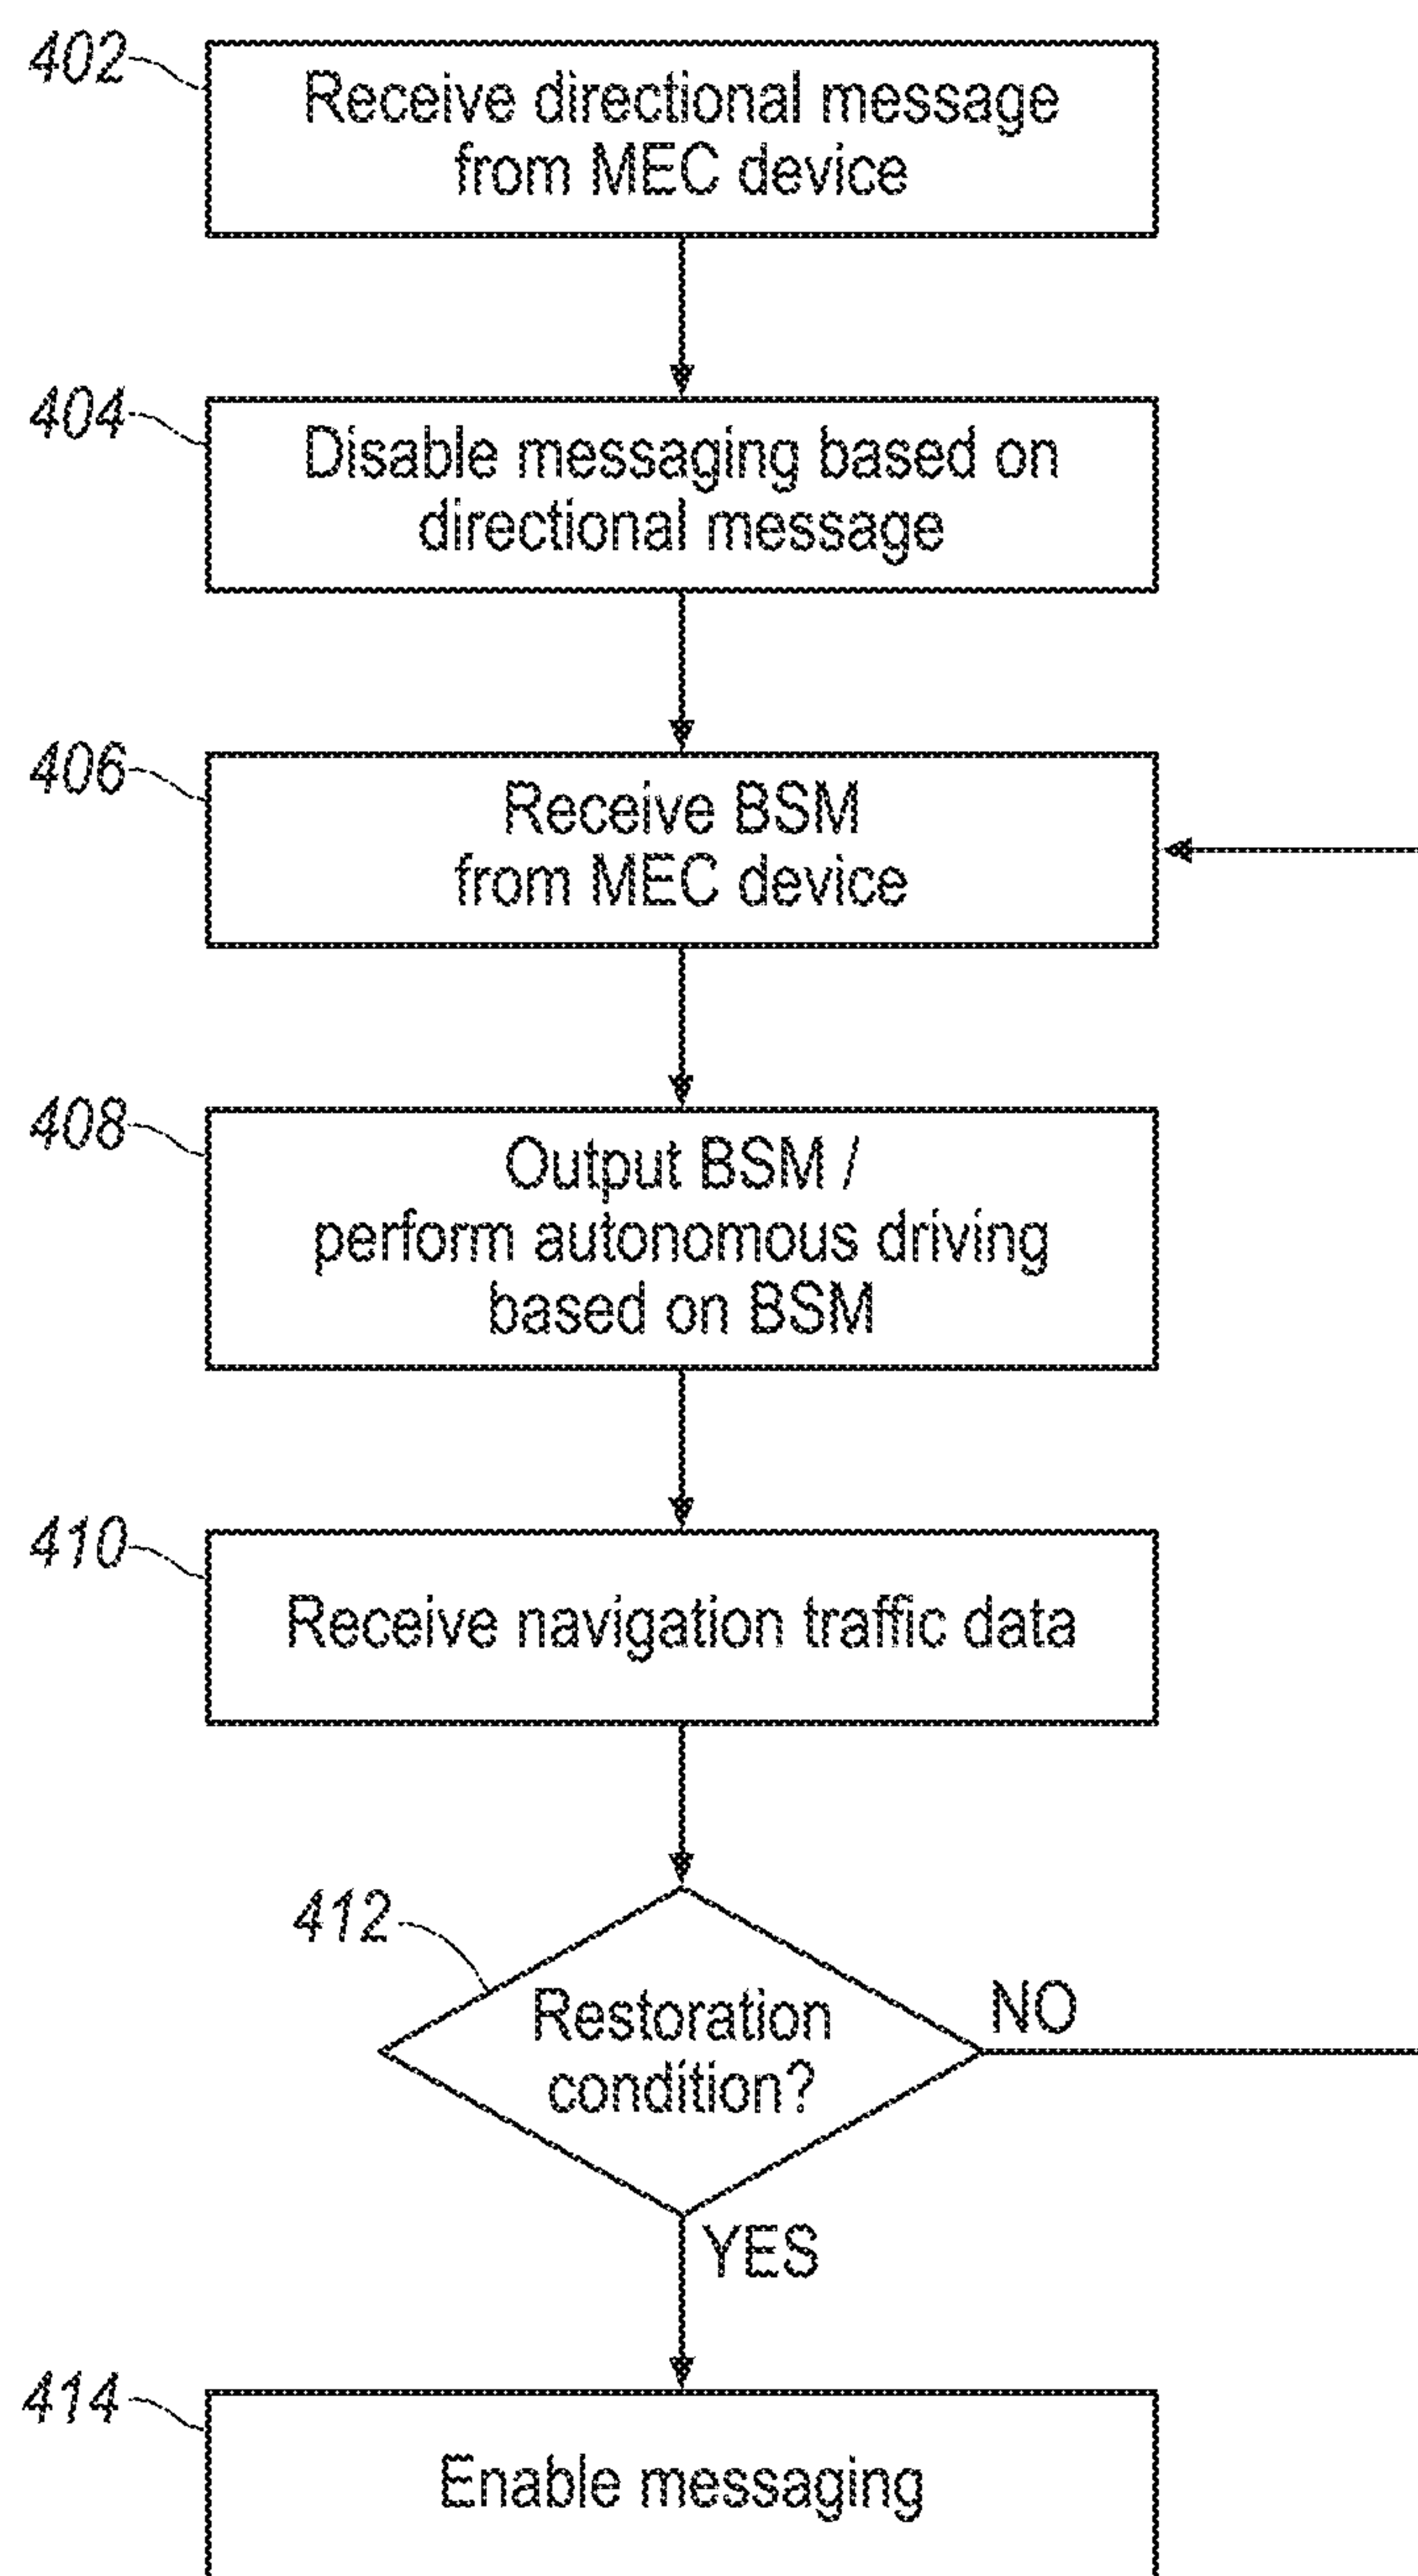 402
Receive directional message
from MEC device
404
Disable messaging based on
directional message
406
Receive BSM
from MEC device
408
Output BSM /
perform autonomous driving
based on BSM
410
Receive navigation traffic data
412
Restoration
condition?
NO
YES
414
Enable messaging